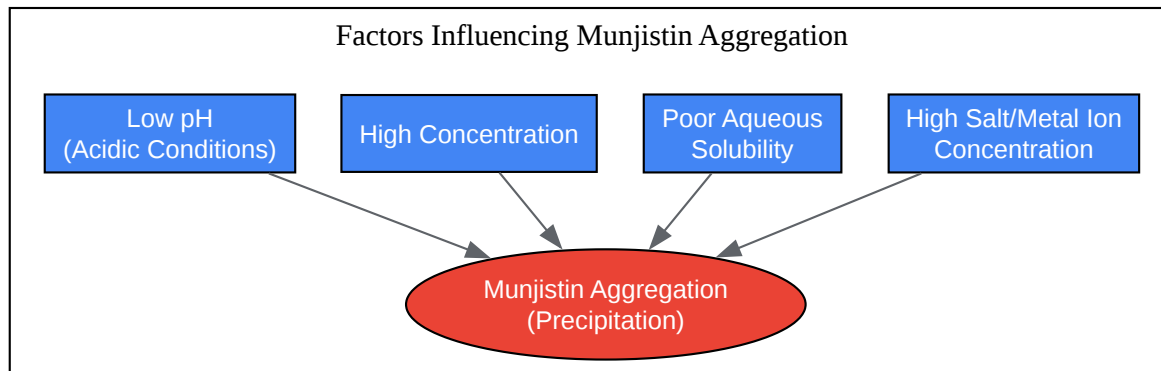 Factors Influencing Munjistin Aggregation
Low pH
(Acidic Conditions)
High Concentration
Poor Aqueous
Solubility
High Salt/Metal Ion
Concentration
Munjistin Aggregation
(Precipitation)